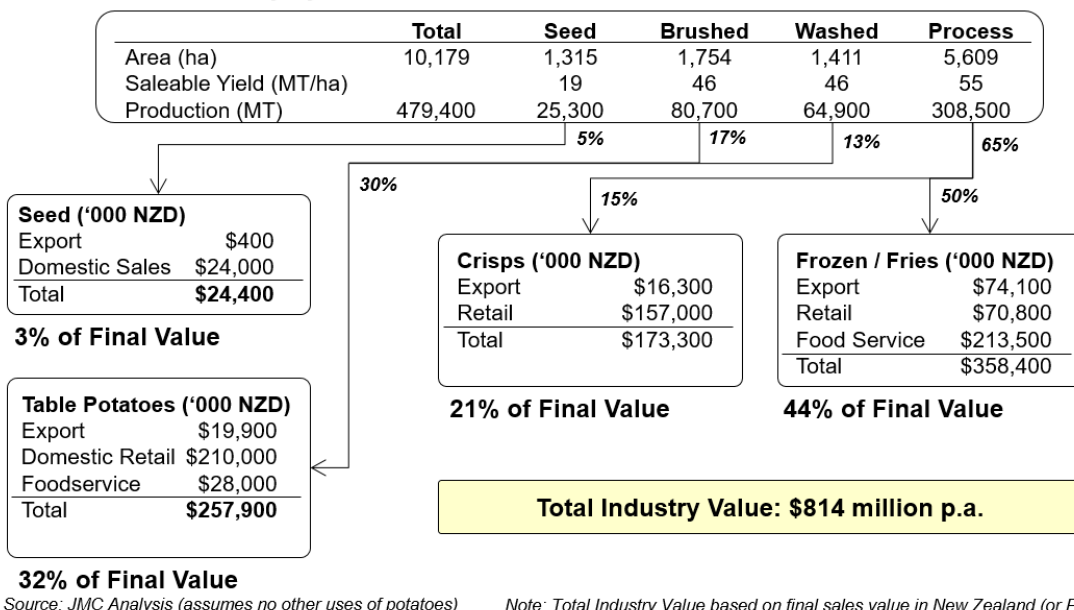 Total Seed Brushed Washed Process
Area (ha) 10,179 1,315 1,754 1,411 5,609
Saleable Yield (MT/ha) 19 46 46 55
Production (MT) 479,400 25,300 80,700 64,900 308,500
5% 17% 13% 65%
30% 15% 50%
Seed (‘000 NZD)
Export $400
Domestic Sales $24,000
Total $24,400
3% of Final Value
Crisps (‘000 NZD)
Export $16,300
Retail $157,000
Total $173,300
21% of Final Value
Frozen / Fries (‘000 NZD)
Export $74,100
Retail $70,800
Food Service $213,500
Total $358,400
44% of Final Value
Table Potatoes (‘000 NZD)
Export $19,900
Domestic Retail $210,000
Foodservice $28,000
Total $257,900
32% of Final Value
Total Industry Value: $814 million p.a.
Source: JMC Analysis (assumes no other uses of potatoes) Note: Total Industry Value based on final sales value in New Zealand (or